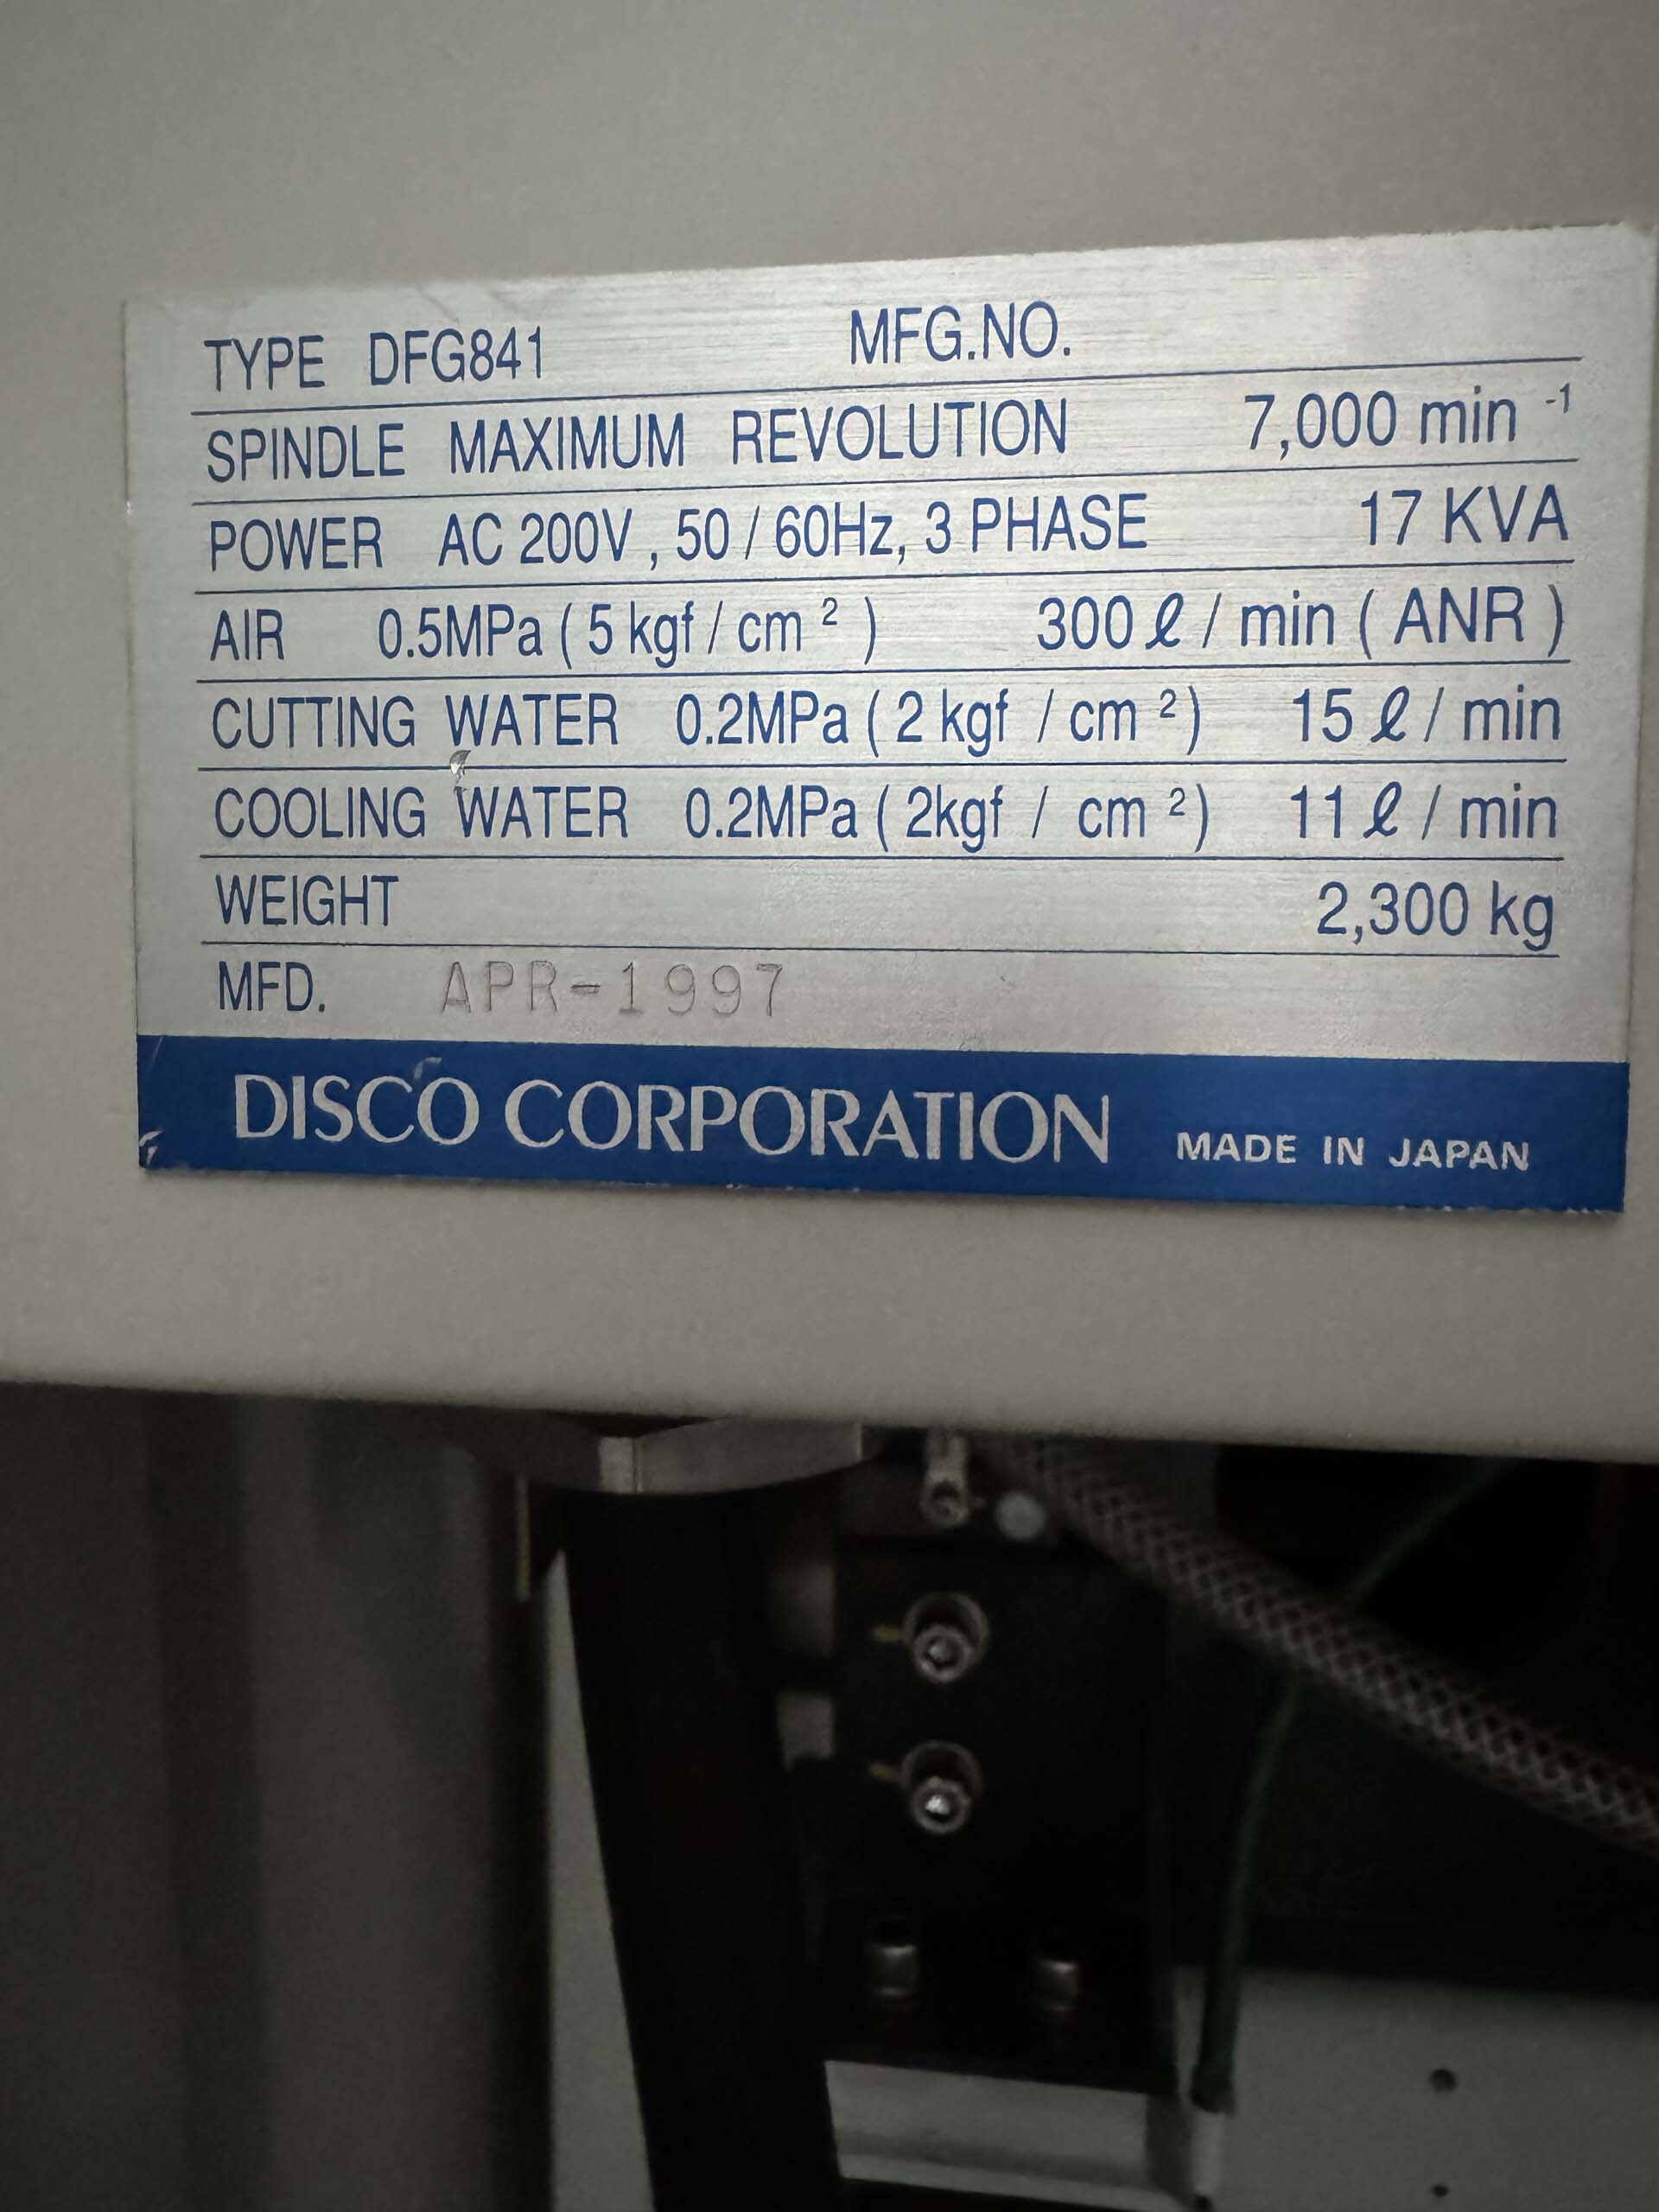 TYPE DFG841 MFG.NO.
SPINDLE MAXIMUM REVOLUTION 7,000 min -1
POWER AC 200V , 50 / 60Hz, 3 PHASE 17 KVA
AIR 0.5MPa ( 5 kgf / cm ² ) 300 ℓ / min ( ANR )
CUTTING WATER 0.2MPa ( 2 kgf / cm ² ) 15 ℓ / min
COOLING WATER 0.2MPa ( 2kgf / cm ² ) 11 ℓ / min
WEIGHT 2,300 kg
MFD. APR-1997
DISCO CORPORATION MADE IN JAPAN